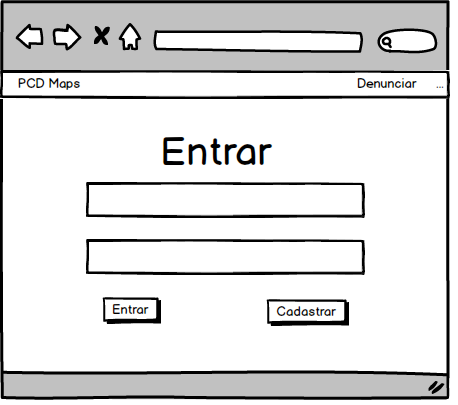 PCD Maps Denunciar ...
Entrar
Entrar Cadastrar